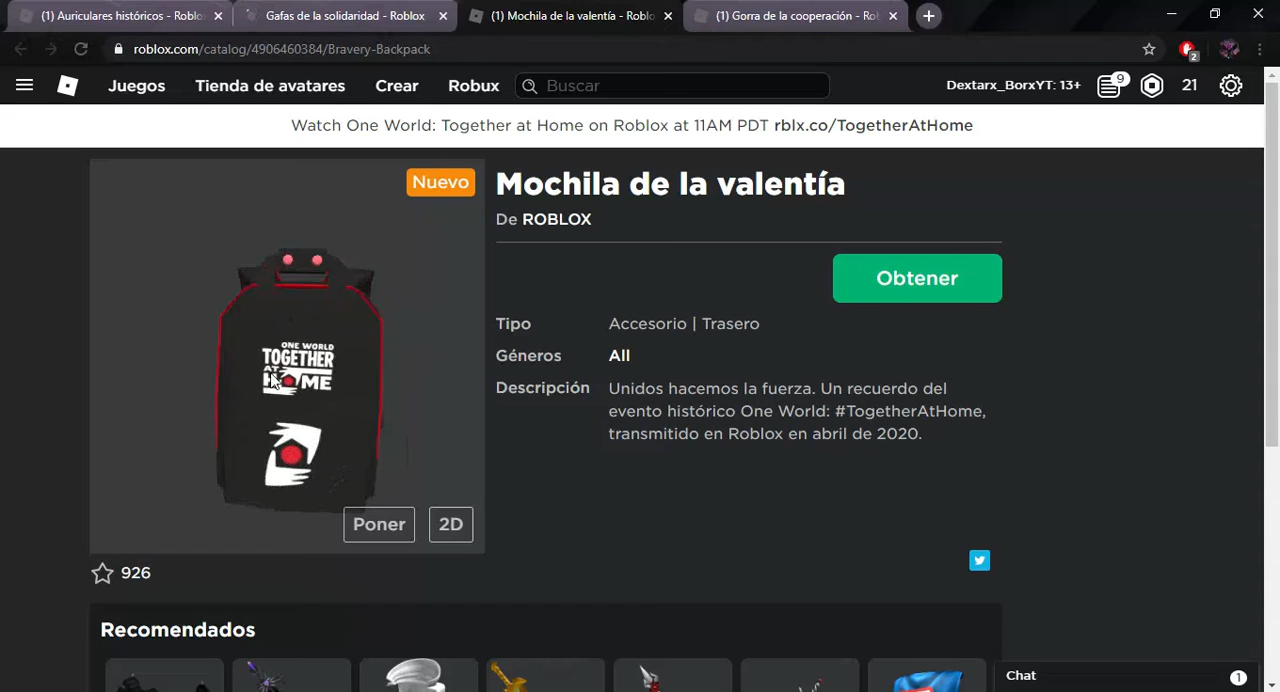 (1) Auriculares históricos - Roblo
Gafas de la solidaridad - Roblox
(1) Mochila de la valentía - Roblo
(1) Gorra de la cooperación - Ro
roblox.com/catalog/4906460384/Bravery-Backpack
2
Juegos
Tienda de avatares
Crear
Robux
Buscar
Dextarx_BorxYT: 13+
9
21
Watch One World: Together at Home on Roblox at 11AM PDT rblx.co/TogetherAtHome
Nuevo
ONE WORLD
TOGETHER
AT
HOME
Poner
2D
926
Mochila de la valentía
De ROBLOX
Obtener
Tipo Accesorio | Trasero
Géneros All
Descripción Unidos hacemos la fuerza. Un recuerdo del
evento histórico One World: #TogetherAtHome,
transmitido en Roblox en abril de 2020.
Recomendados
Chat
1